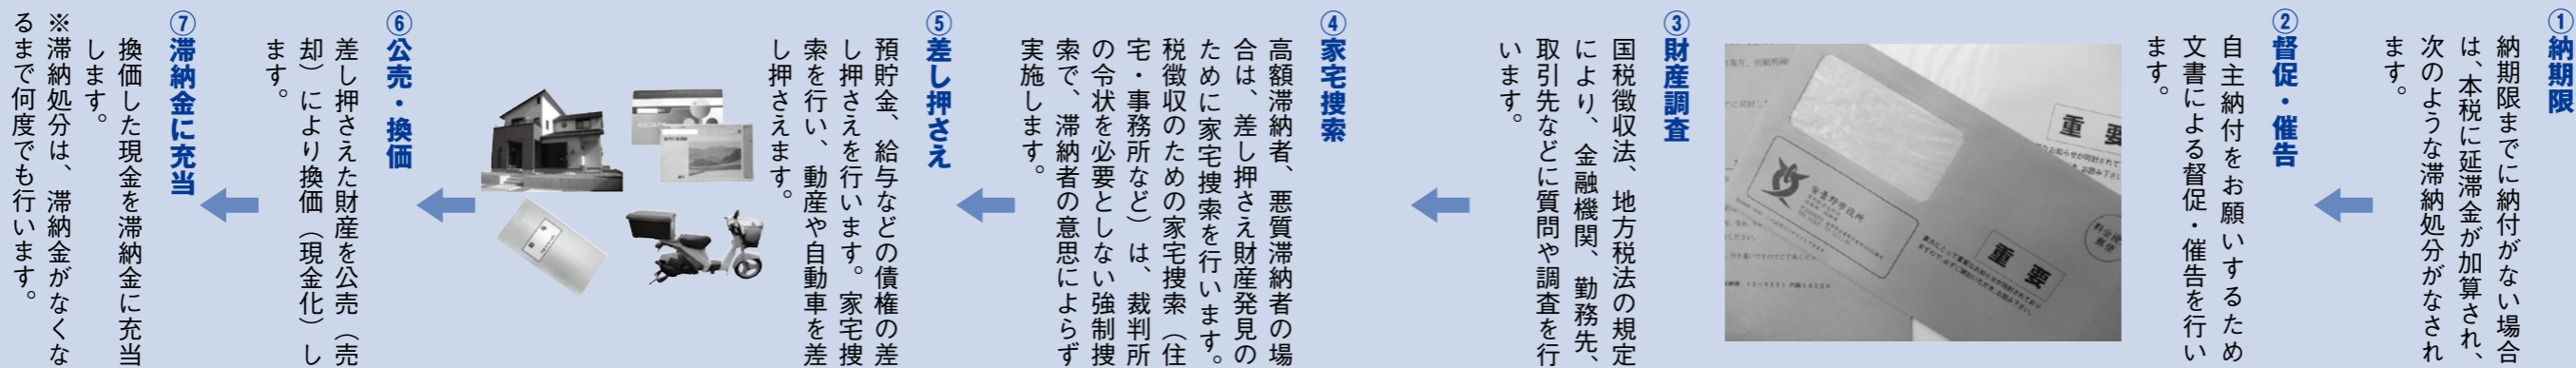 ①納期限
納期限までに納付がない場合
は、本税に延滞金が加算され、
次のような滞納処分がなされ
ます。
②督促・催告
自主納付をお願いするため
文書による督促・催告を行い
ます。
重要
安曇野市役所
重要
③財産調査
国税徴収法、地方税法の規定
により、金融機関、勤務先、
取引先などに質問や調査を行
います。
④家宅捜索
高額滞納者、悪質滞納者の場
合は、差し押さえ財産発見の
ために家宅捜索を行います。
税徴収のための家宅捜索（住
宅・事務所など）は、裁判所
の令状を必要としない強制捜
索で、滞納者の意思によらず
実施します。
⑤差し押さえ
預貯金、給与などの債権の差
し押さえを行います。家宅捜
索を行い、動産や自動車を差
し押さえます。
⑥公売・換価
差し押さえた財産を公売（売
却）により換価（現金化）し
ます。
⑦滞納金に充当
換価した現金を滞納金に充当
します。
※滞納処分は、滞納金がなくな
るまで何度でも行います。